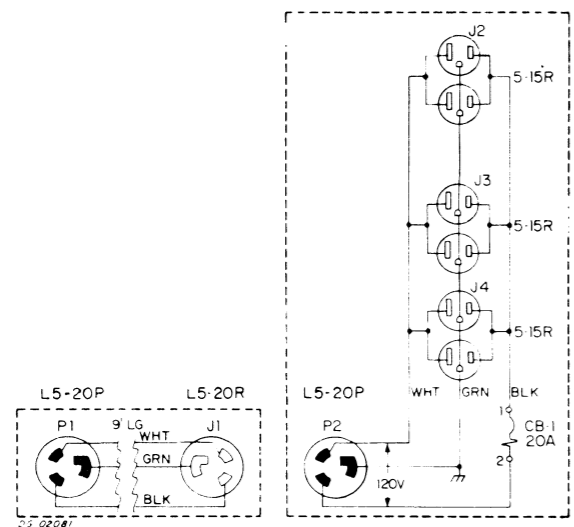 J2
5-15R
J3
5-15R
J4
5-15R
L5-20P L5-20R L5-20P WHT GRN BLK
P1 9' LG J1 P2 1 CB-1
WHT 20A
GRN 2
120V
BLK
DS 02081